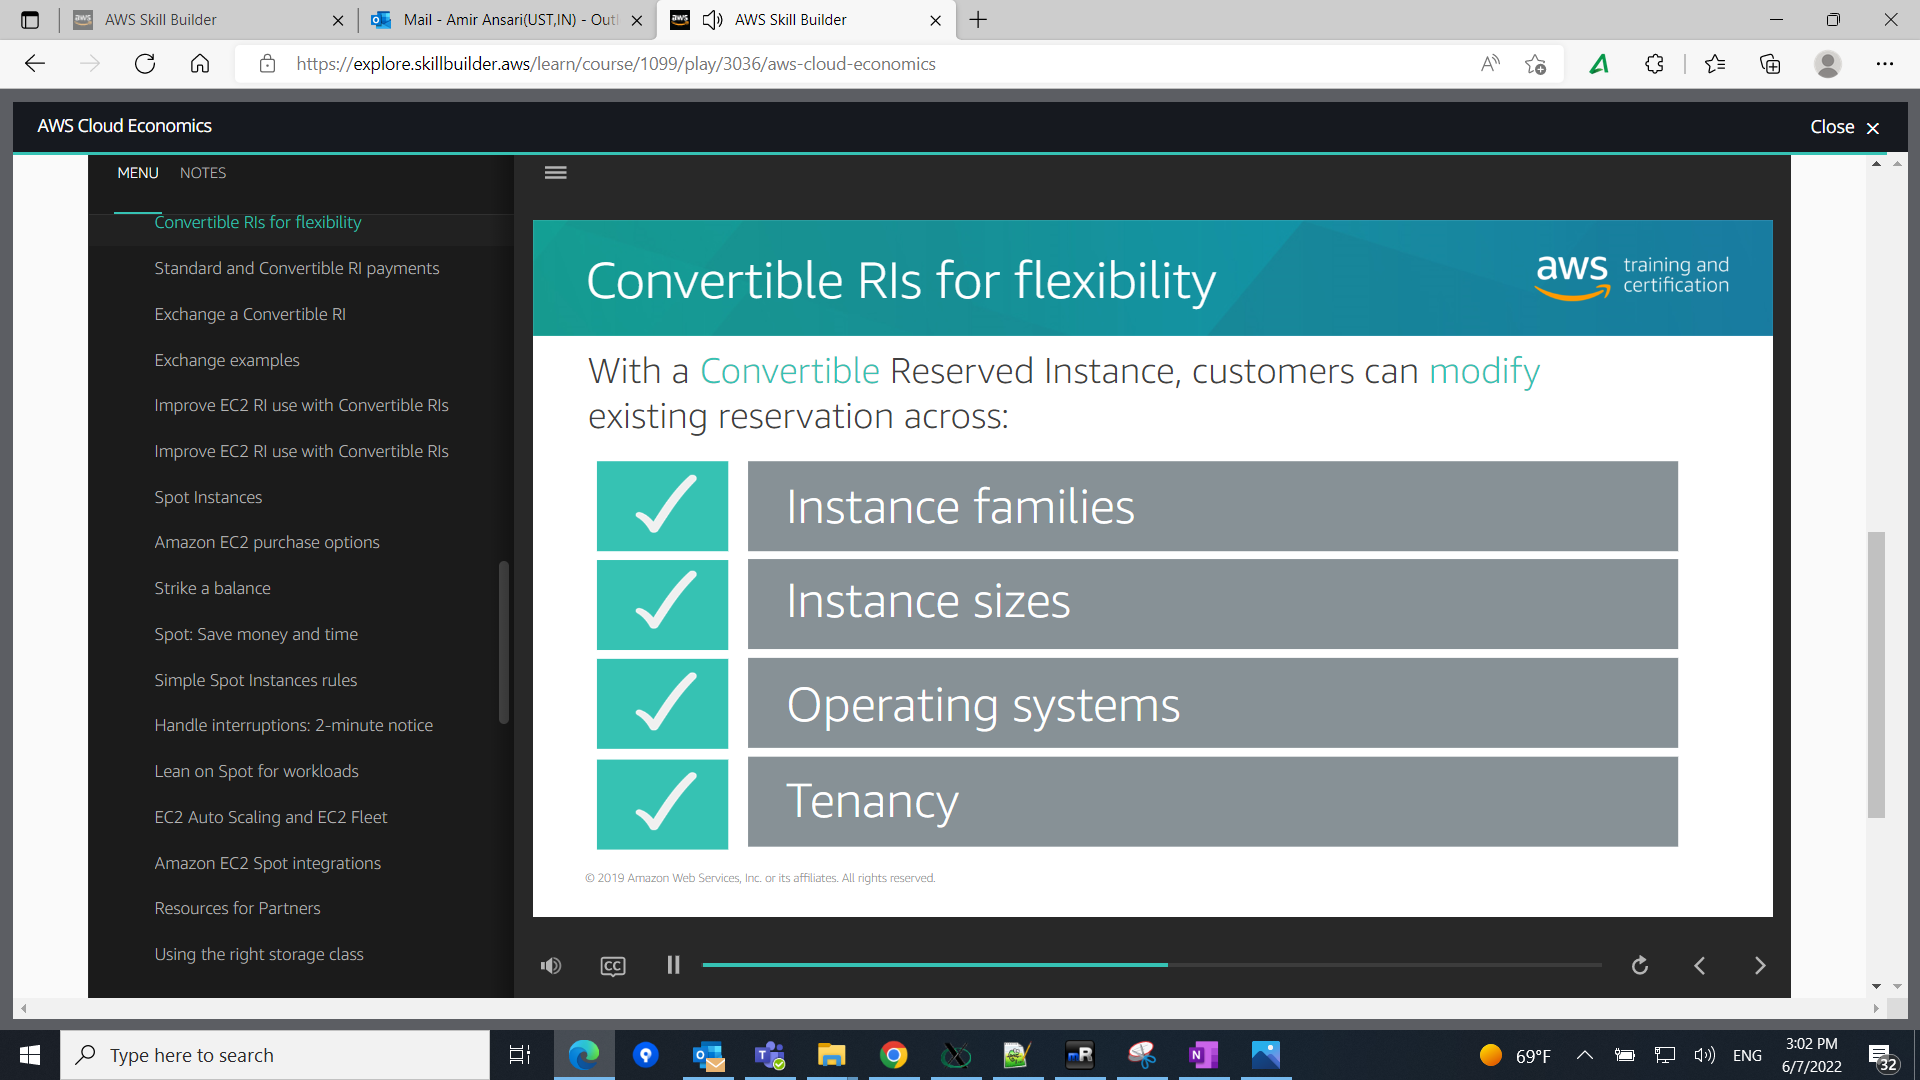 AWS Skill Builder
Mail - Amir Ansari(UST,IN) - Outl
AWS Skill Builder
https://explore.skillbuilder.aws/learn/course/1099/play/3036/aws-cloud-economics
AWS Cloud Economics
Close
MENU
NOTES
Convertible RIs for flexibility
Standard and Convertible RI payments
Exchange a Convertible RI
Exchange examples
Improve EC2 RI use with Convertible RIs
Improve EC2 RI use with Convertible RIs
Spot Instances
Amazon EC2 purchase options
Strike a balance
Spot: Save money and time
Simple Spot Instances rules
Handle interruptions: 2-minute notice
Lean on Spot for workloads
EC2 Auto Scaling and EC2 Fleet
Amazon EC2 Spot integrations
Resources for Partners
Using the right storage class
Convertible RIs for flexibility
aws training and
certification
With a Convertible Reserved Instance, customers can modify
existing reservation across:
Instance families
Instance sizes
Operating systems
Tenancy
© 2019 Amazon Web Services, Inc. or its affiliates. All rights reserved.
CC
Type here to search
69°F
ENG
3:02 PM
6/7/2022
32